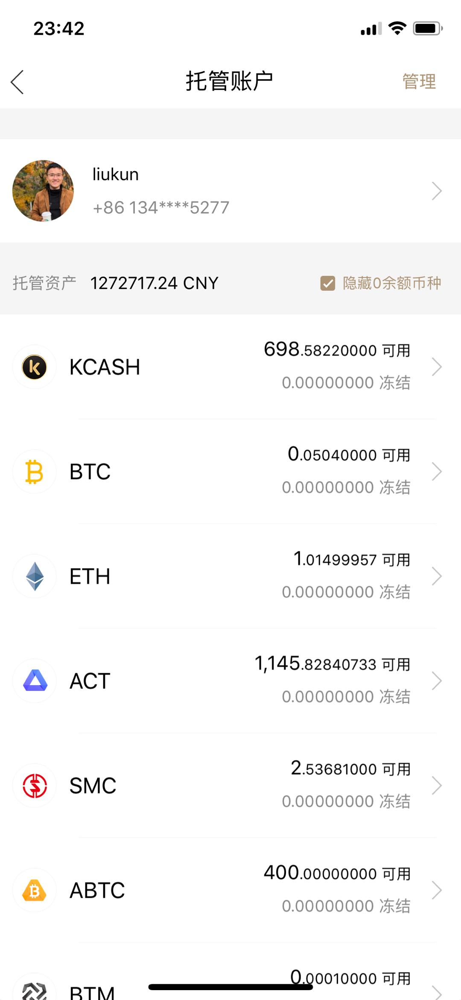 23:42
托管账户
管理
liukun
+86 134****5277
托管资产 1272717.24 CNY
隐藏0余额币种
KCASH
698.58220000 可用
0.00000000 冻结
BTC
0.05040000 可用
0.00000000 冻结
ETH
1.01499957 可用
0.00000000 冻结
ACT
1,145.82840733 可用
0.00000000 冻结
SMC
2.53681000 可用
0.00000000 冻结
ABTC
400.00000000 可用
0.00000000 冻结
BTM
0.00010000 可用